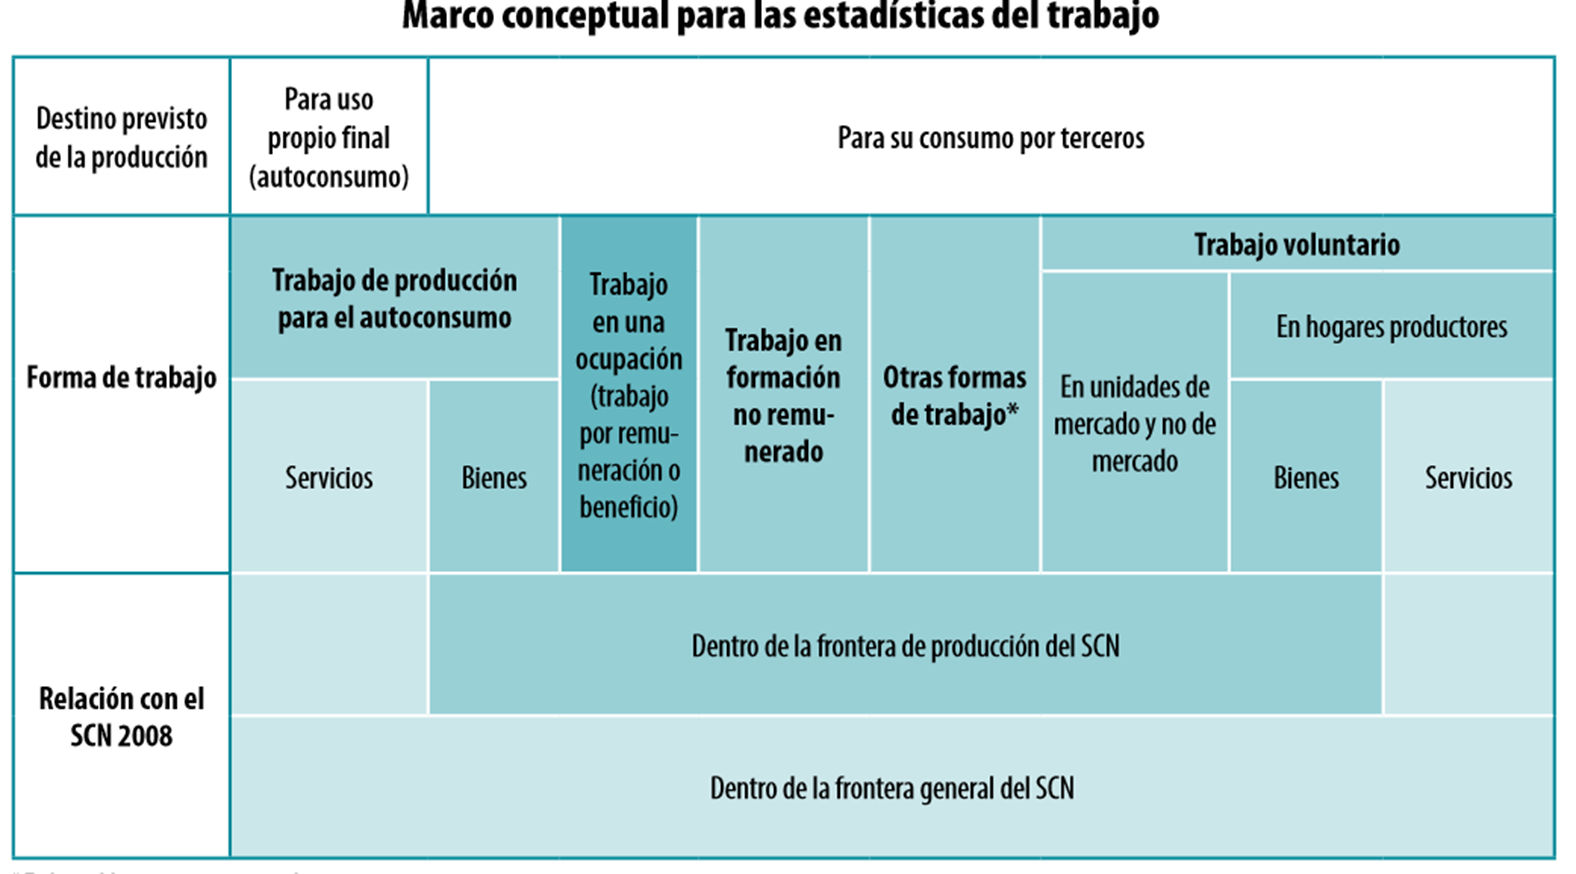 Marco conceptual para las estadísticas del trabajo
Destino previsto
de la producción
Para uso
propio final
(autoconsumo)
Para su consumo por terceros
Forma de trabajo
Trabajo de producción
para el autoconsumo
Servicios
Bienes
Trabajo
en una
ocupación
(trabajo
por remu-
neración o
beneficio)
Trabajo en
formación
no remu-
nerado
Otras formas
de trabajo*
Trabajo voluntario
En unidades de
mercado y no de
mercado
En hogares productores
Bienes
Servicios
Relación con el
SCN 2008
Dentro de la frontera de producción del SCN
Dentro de la frontera general del SCN